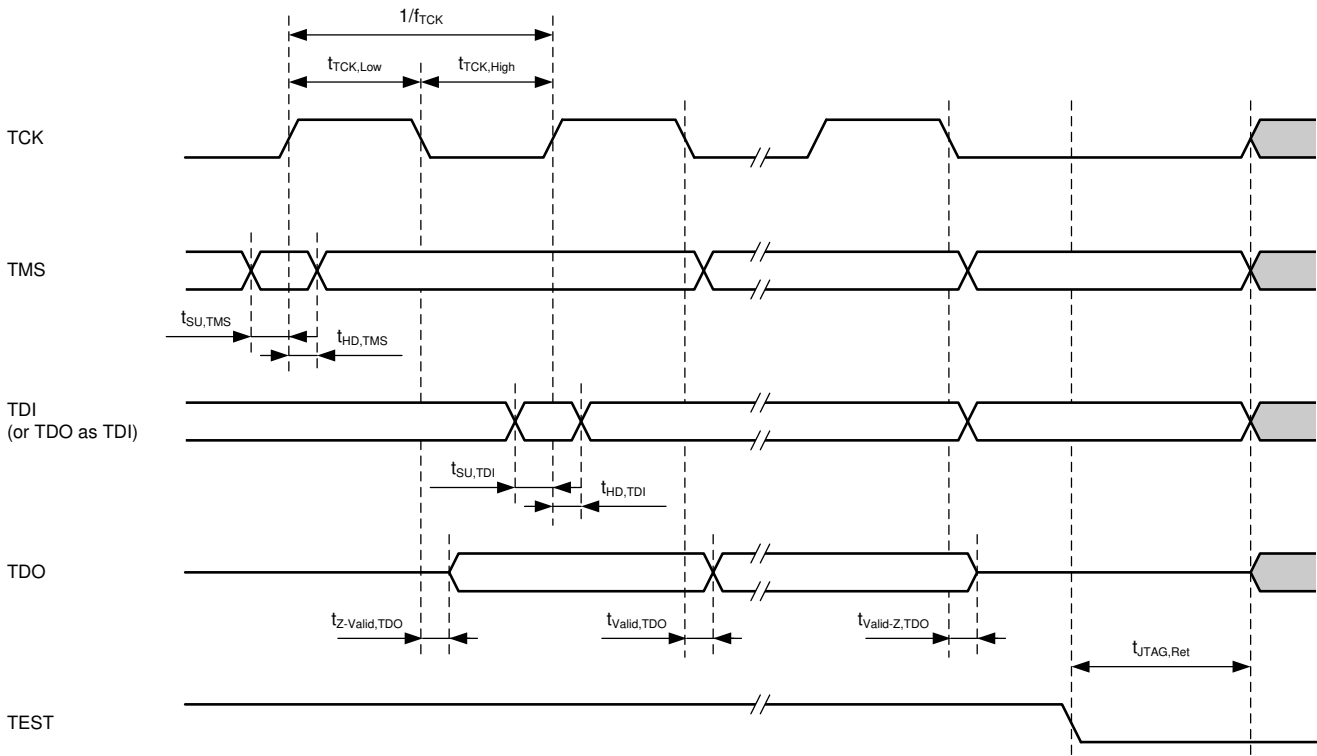 1/fTCK
tTCK,Low
tTCK,High
TCK
TMS
tSU,TMS
tHD,TMS
TDI
(or TDO as TDI)
tSU,TDI
tHD,TDI
TDO
tZ-Valid,TDO
tValid,TDO
tValid-Z,TDO
tJTAG,Ret
TEST